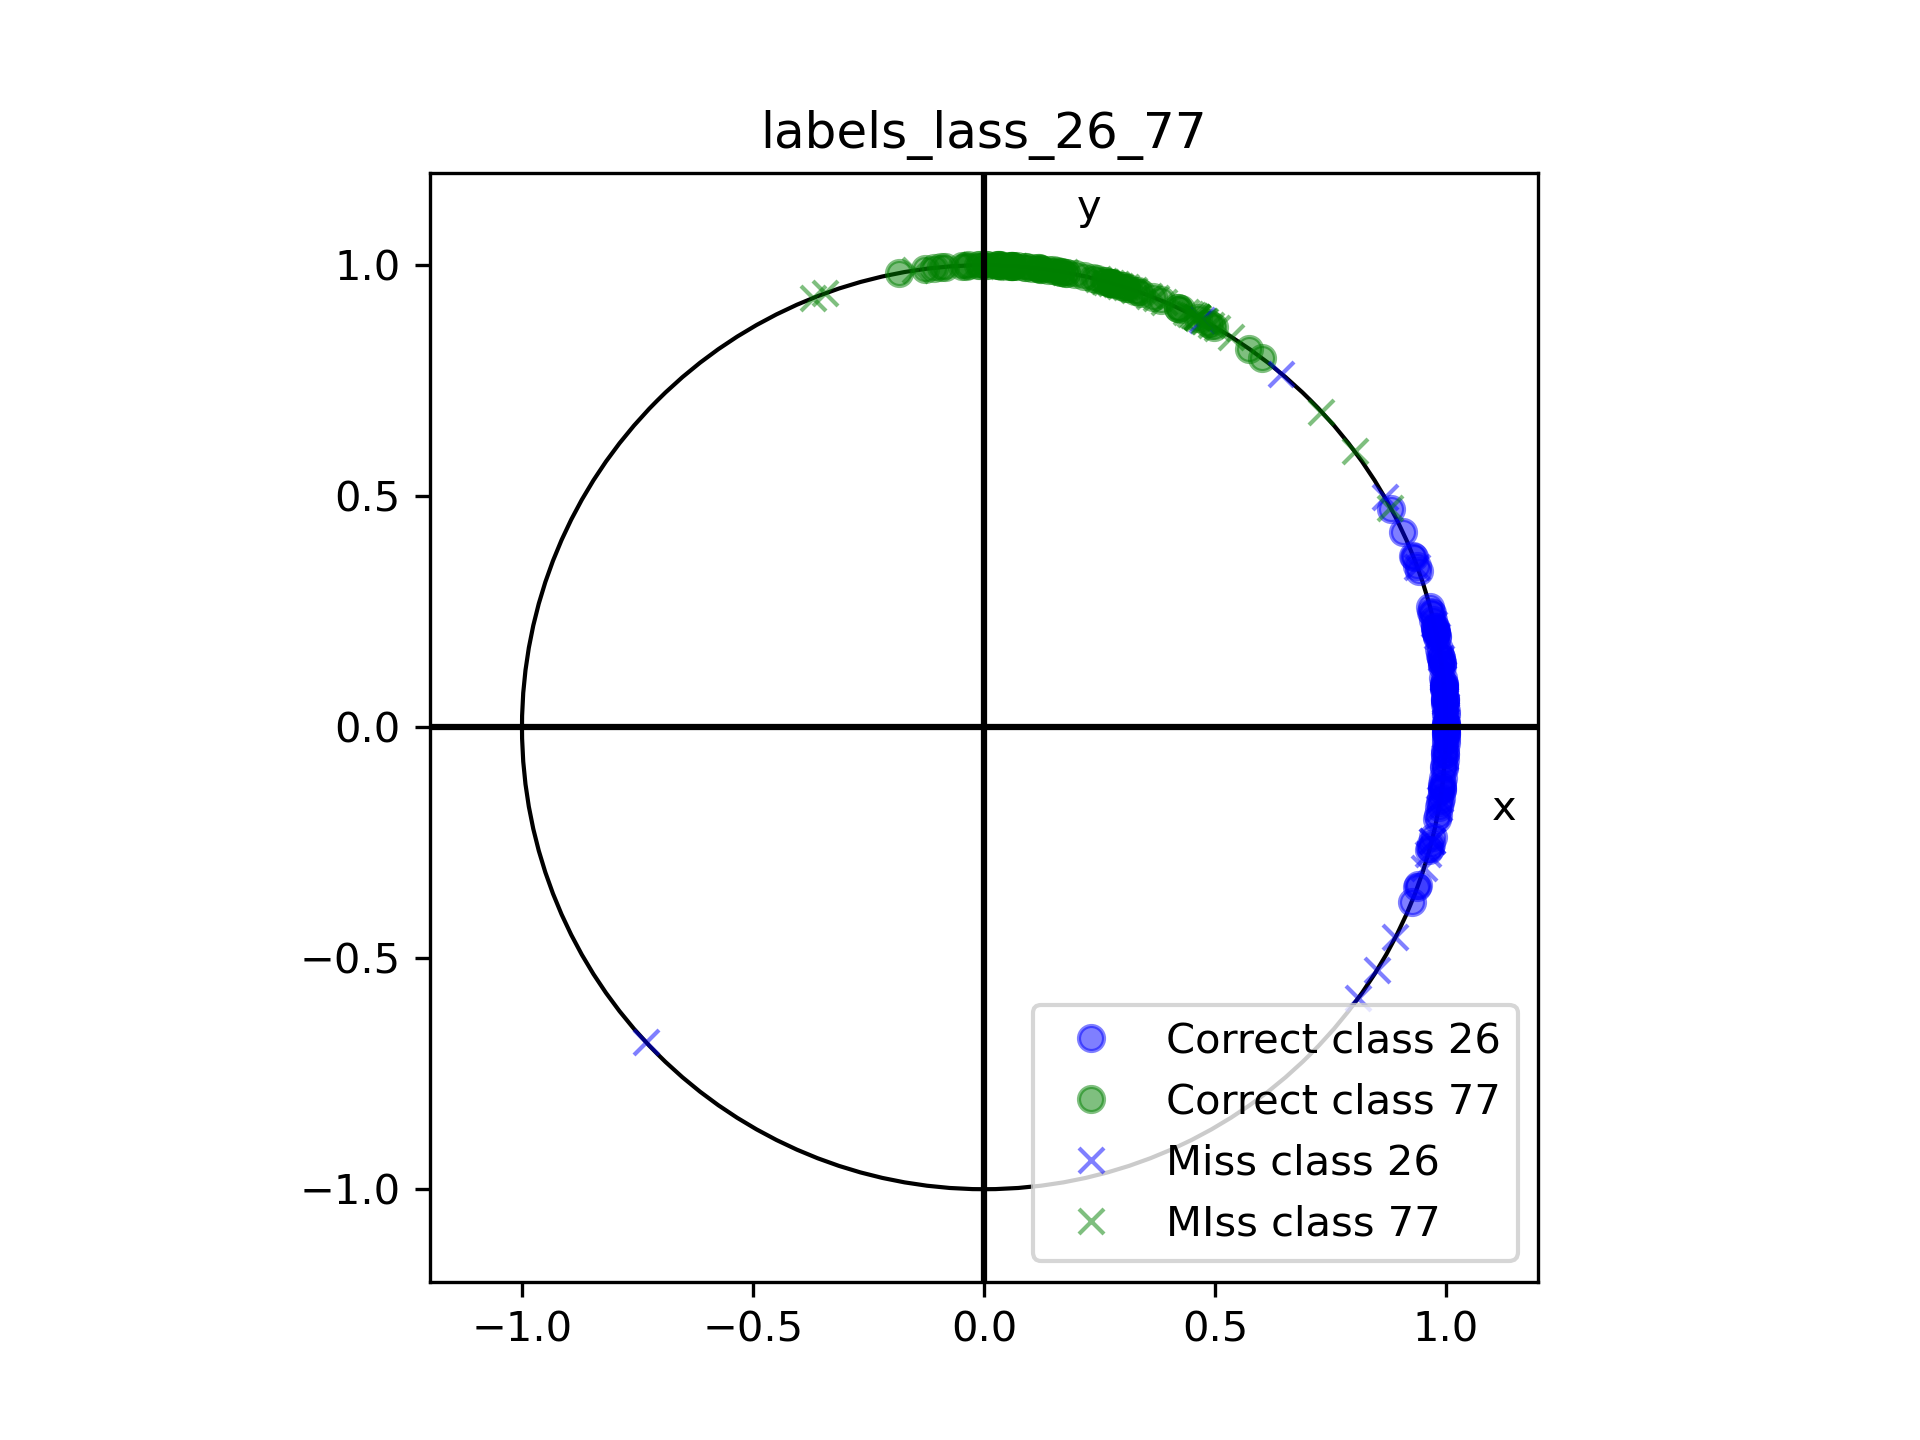 labels_lass_26_77
y
1.0
0.5
0.0
−0.5
−1.0
x
Correct class 26
Correct class 77
Miss class 26
MIss class 77
−1.0 −0.5 0.0 0.5 1.0